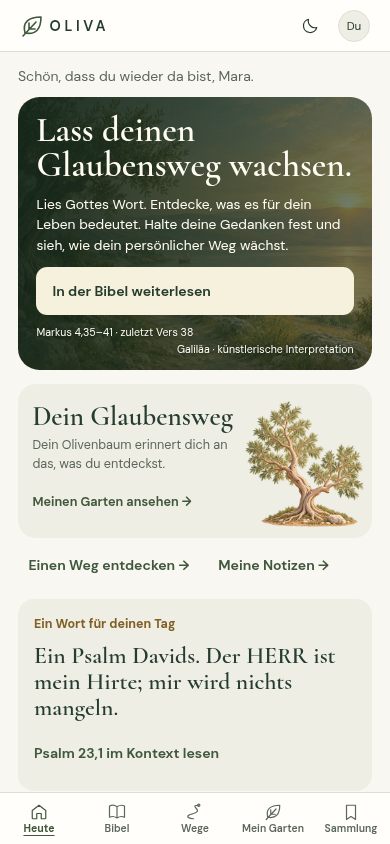 OLIVA
Du
Schön, dass du wieder da bist, Mara.
Lass deinen
Glaubensweg wachsen.
Lies Gottes Wort. Entdecke, was es für dein
Leben bedeutet. Halte deine Gedanken fest und
sieh, wie dein persönlicher Weg wächst.
In der Bibel weiterlesen
Markus 4,35–41 · zuletzt Vers 38
Galiläa · künstlerische Interpretation
Dein Glaubensweg
Dein Olivenbaum erinnert dich an
das, was du entdeckst.
Meinen Garten ansehen →
Einen Weg entdecken → Meine Notizen →
Ein Wort für deinen Tag
Ein Psalm Davids. Der HERR ist
mein Hirte; mir wird nichts
mangeln.
Psalm 23,1 im Kontext lesen
Heute Bibel Wege Mein Garten Sammlung